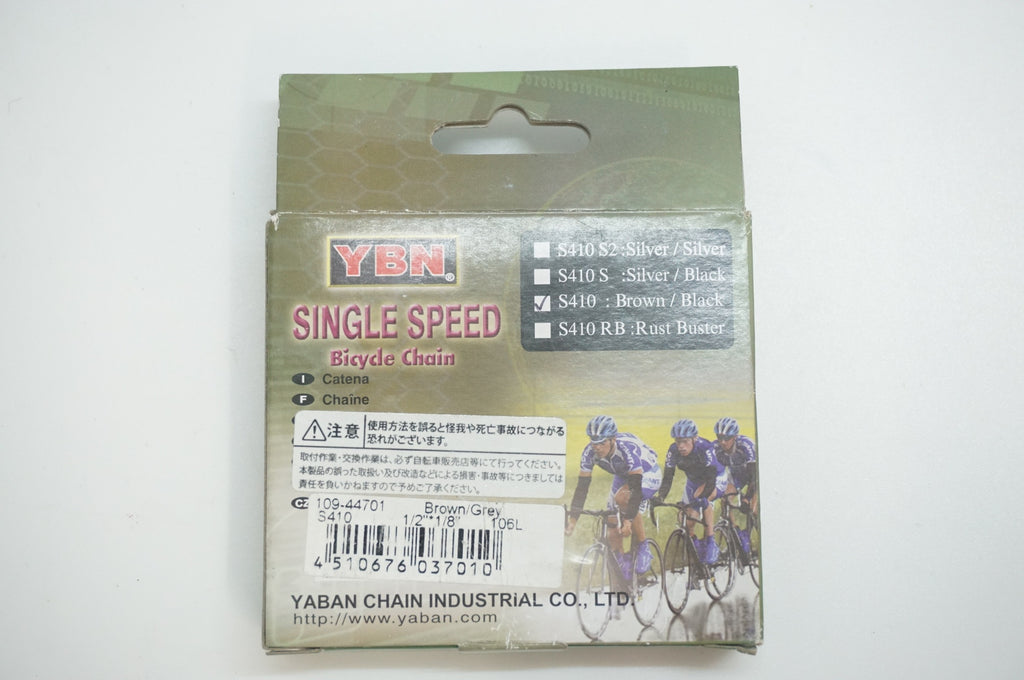 YBN®
SINGLE SPEED
Bicycle Chain
I Catena
F Chaîne
S410 S2 :Silver / Silver
S410 S :Silver / Black
S410 : Brown / Black
S410 RB :Rust Buster
注意
使用方法を誤ると怪我や死亡事故につながる
恐れがございます。
取付作業・交換作業は、必ず自転車販売店等にて行ってください。
本製品の誤った取扱い及び改造などによる損害・事故等につきましては
責任を負いかねますので予めご了承ください。
CZ
109-44701 Brown/Grey
S410 1/2"*1/8" 106L
4 510676 037010
YABAN CHAIN INDUSTRIAL CO., LTD.
http://www.yaban.com